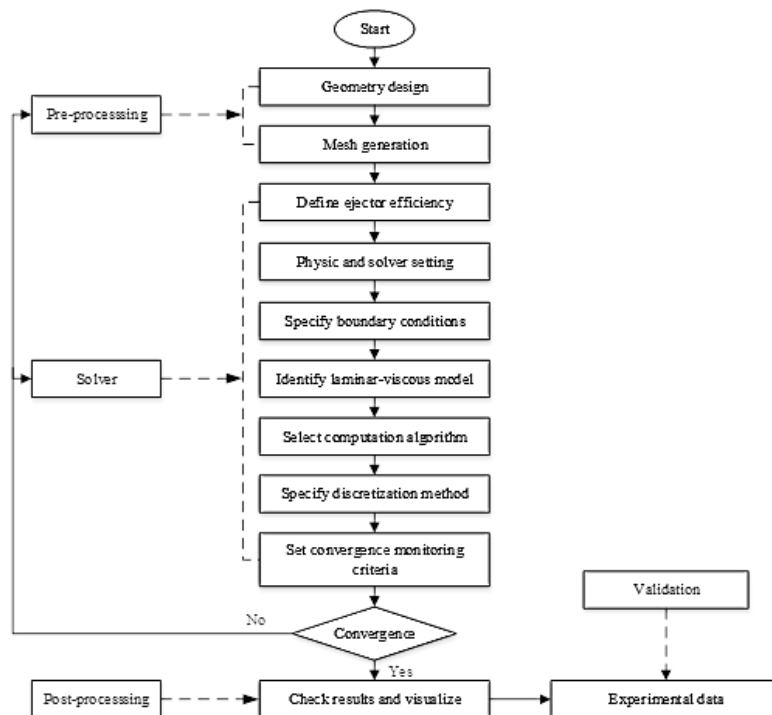 Start
Geometry design
Pre-processsing
Mesh generation
Define ejector efficiency
Physic and solver setting
Specify boundary conditions
Solver
Identify laminar-viscous model
Select computation algorithm
Specify discretization method
Set convergence monitoring
criteria
Validation
No
Convergence
Yes
Post-processsing
Check results and visualize
Experimental data